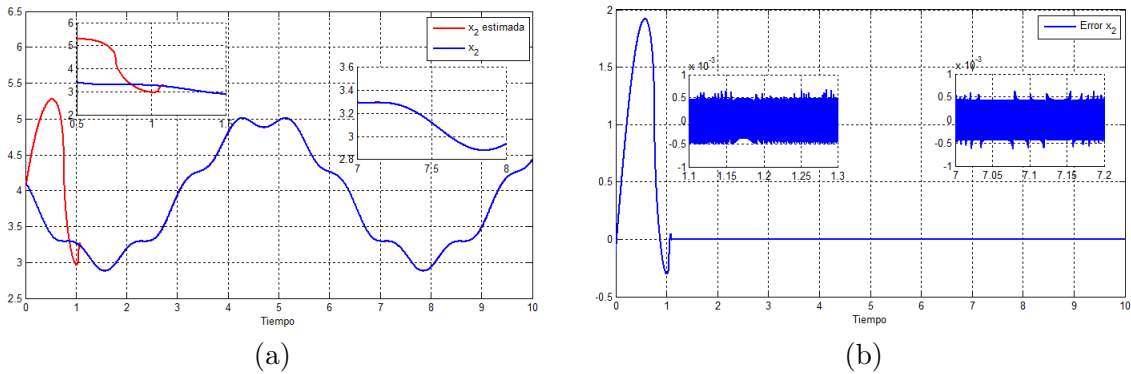 6.5
6
5.5
5
4.5
4
3.5
3
2.5
0 1 2 3 4 5 6 7 8 9 10
Tiempo
x2 estimada
x2
6
5
4
3
2
0.5 1 1.5
3.6
3.4
3.2
3
2.8
7 7.5 8
(a)
2
1.5
1
0.5
0
-0.5
0 1 2 3 4 5 6 7 8 9 10
Tiempo
Error x2
x 10-3
1
0.5
0
-0.5
-1
1.1 1.15 1.2 1.25 1.3
x 10-3
1
0.5
0
-0.5
-1
7 7.05 7.1 7.15 7.2
(b)